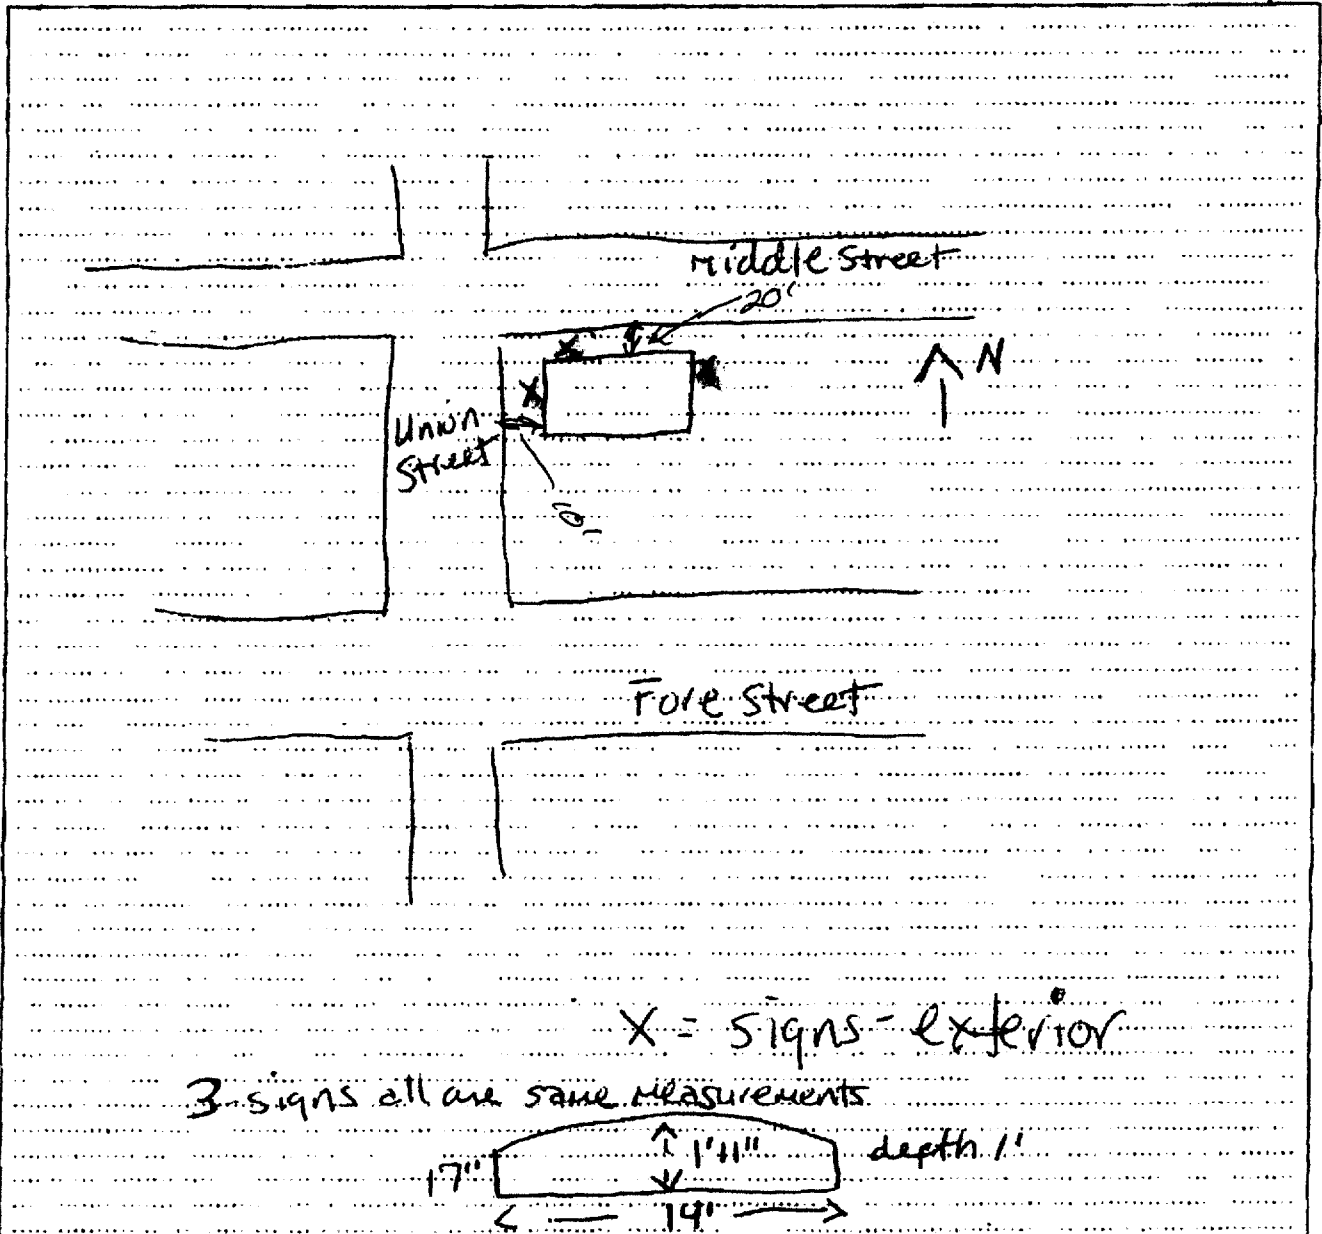 Middle Street
20'
X
X
X
N
Union
Street
10'
Fore Street
X = signs - exterior
3 signs all are same measurements
1'11"
depth 1'
17"
14'